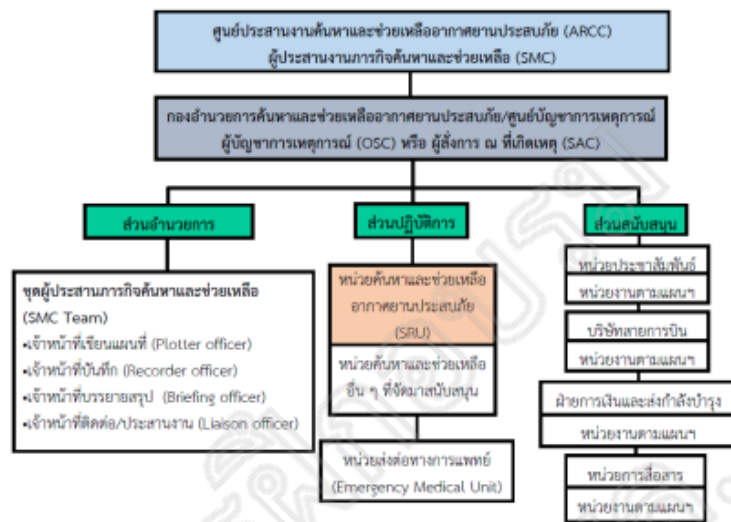 ศูนย์ประสานงานค้นหาและช่วยเหลืออากาศยานประสบภัย (ARCC)
ผู้ประสานงานภารกิจค้นหาและช่วยเหลือ (SMC)
กองอำนวยการค้นหาและช่วยเหลืออากาศยานประสบภัย/ศูนย์บัญชาการเหตุการณ์
ผู้บัญชาการเหตุการณ์ (OSC) หรือ ผู้สั่งการ ณ ที่เกิดเหตุ (SAC)
ส่วนอำนวยการ
ชุดผู้ประสานภารกิจค้นหาและช่วยเหลือ
(SMC Team)
•เจ้าหน้าที่เขียนแผนที่ (Plotter officer)
•เจ้าหน้าที่บันทึก (Recorder officer)
•เจ้าหน้าที่บรรยายสรุป (Briefing officer)
•เจ้าหน้าที่ติดต่อ/ประสานงาน (Liaison officer)
ส่วนปฏิบัติการ
หน่วยค้นหาและช่วยเหลือ
อากาศยานประสบภัย
(SRU)
หน่วยค้นหาและช่วยเหลือ
อื่น ๆ ที่จัดมาสนับสนุน
หน่วยส่งต่อทางการแพทย์
(Emergency Medical Unit)
ส่วนสนับสนุน
หน่วยประชาสัมพันธ์
หน่วยงานตามแผนฯ
บริษัทสายการบิน
หน่วยงานตามแผนฯ
ฝ่ายการเงินและส่งกำลังบำรุง
หน่วยงานตามแผนฯ
หน่วยการสื่อสาร
หน่วยงานตามแผนฯ